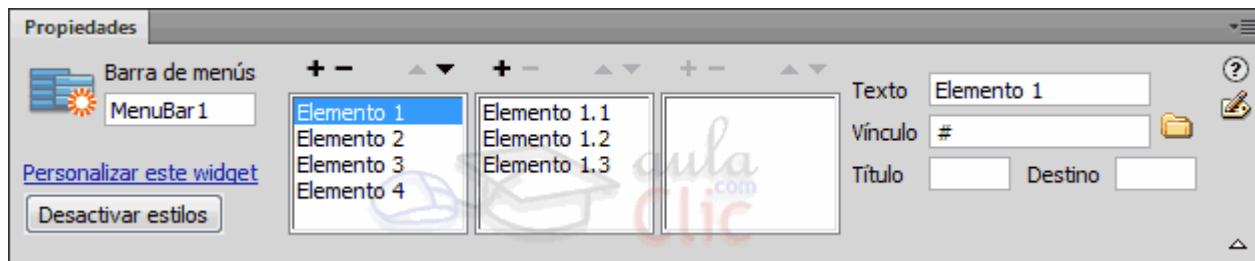 Propiedades
Barra de menús
MenuBar1
Personalizar este widget
Desactivar estilos
Elemento 1
Elemento 2
Elemento 3
Elemento 4
Elemento 1.1
Elemento 1.2
Elemento 1.3
Texto Elemento 1
Vínculo #
Título Destino
aula
.com
Clic